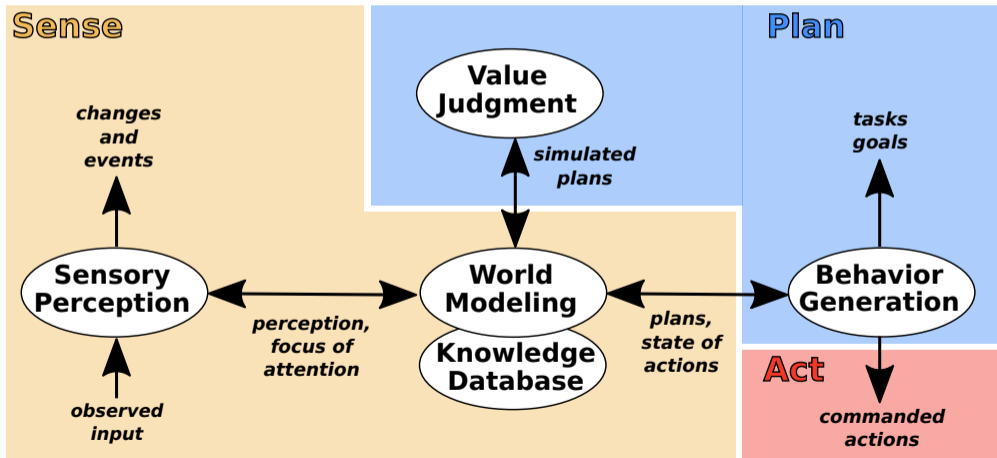 Sense
Plan
Value
Judgment
changes
and
events
tasks
goals
simulated
plans
Sensory
Perception
World
Modeling
Behavior
Generation
perception,
focus of
attention
plans,
state of
actions
Knowledge
Database
Act
observed
input
commanded
actions